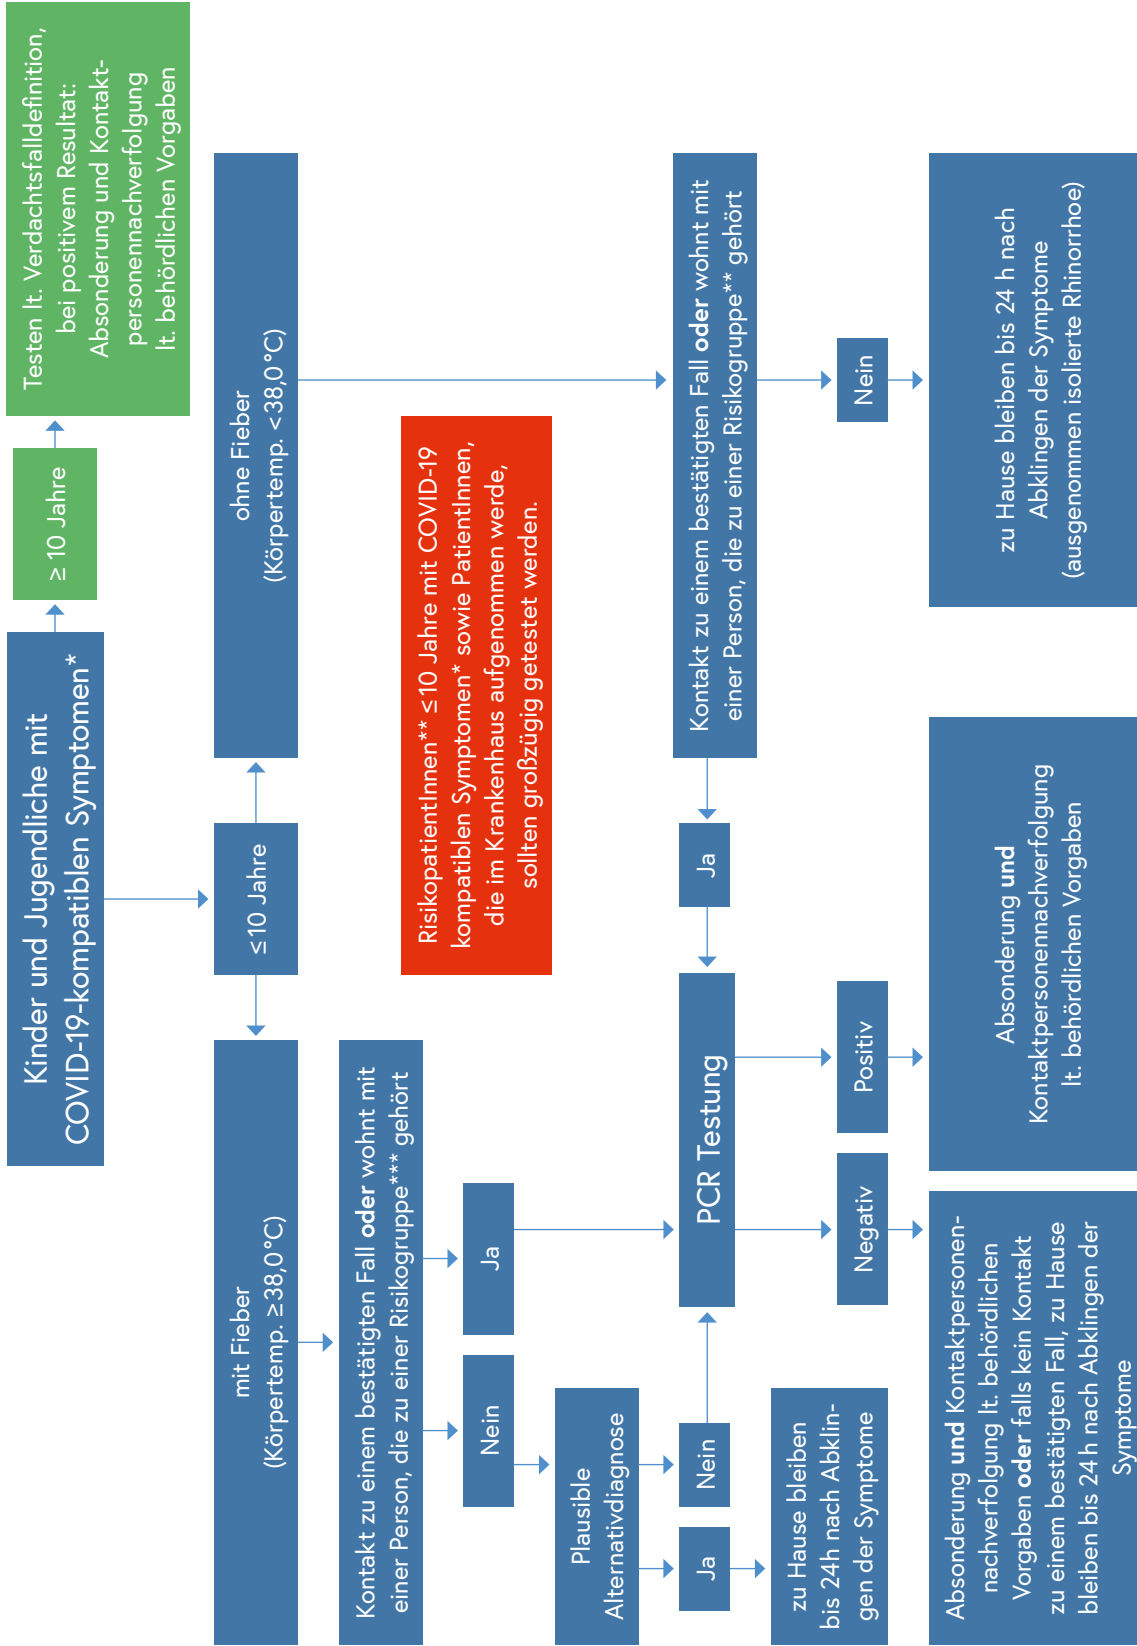 Kinder und Jugendliche mit
COVID-19-kompatiblen Symptomen*
≥ 10 Jahre
Testen lt. Verdachtsfalldefinition,
bei positivem Resultat:
Absonderung und Kontakt-
personennachverfolgung
lt. behördlichen Vorgaben
≤10 Jahre
mit Fieber
(Körpertemp. ≥38,0°C)
ohne Fieber
(Körpertemp. <38,0°C)
Kontakt zu einem bestätigten Fall oder wohnt mit
einer Person, die zu einer Risikogruppe*** gehört
RisikopatientInnen** ≤10 Jahre mit COVID-19
kompatiblen Symptomen* sowie PatientInnen,
die im Krankenhaus aufgenommen werde,
sollten großzügig getestet werden.
Nein
Ja
Plausible
Alternativdiagnose
Ja
Nein
PCR Testung
Ja
Kontakt zu einem bestätigten Fall oder wohnt mit
einer Person, die zu einer Risikogruppe** gehört
zu Hause bleiben
bis 24h nach Abklin-
gen der Symptome
Negativ
Positiv
Nein
Absonderung und Kontaktpersonen-
nachverfolgung lt. behördlichen
Vorgaben oder falls kein Kontakt
zu einem bestätigten Fall, zu Hause
bleiben bis 24 h nach Abklingen der
Symptome
Absonderung und
Kontaktpersonennachverfolgung
lt. behördlichen Vorgaben
zu Hause bleiben bis 24 h nach
Abklingen der Symptome
(ausgenommen isolierte Rhinorrhoe)